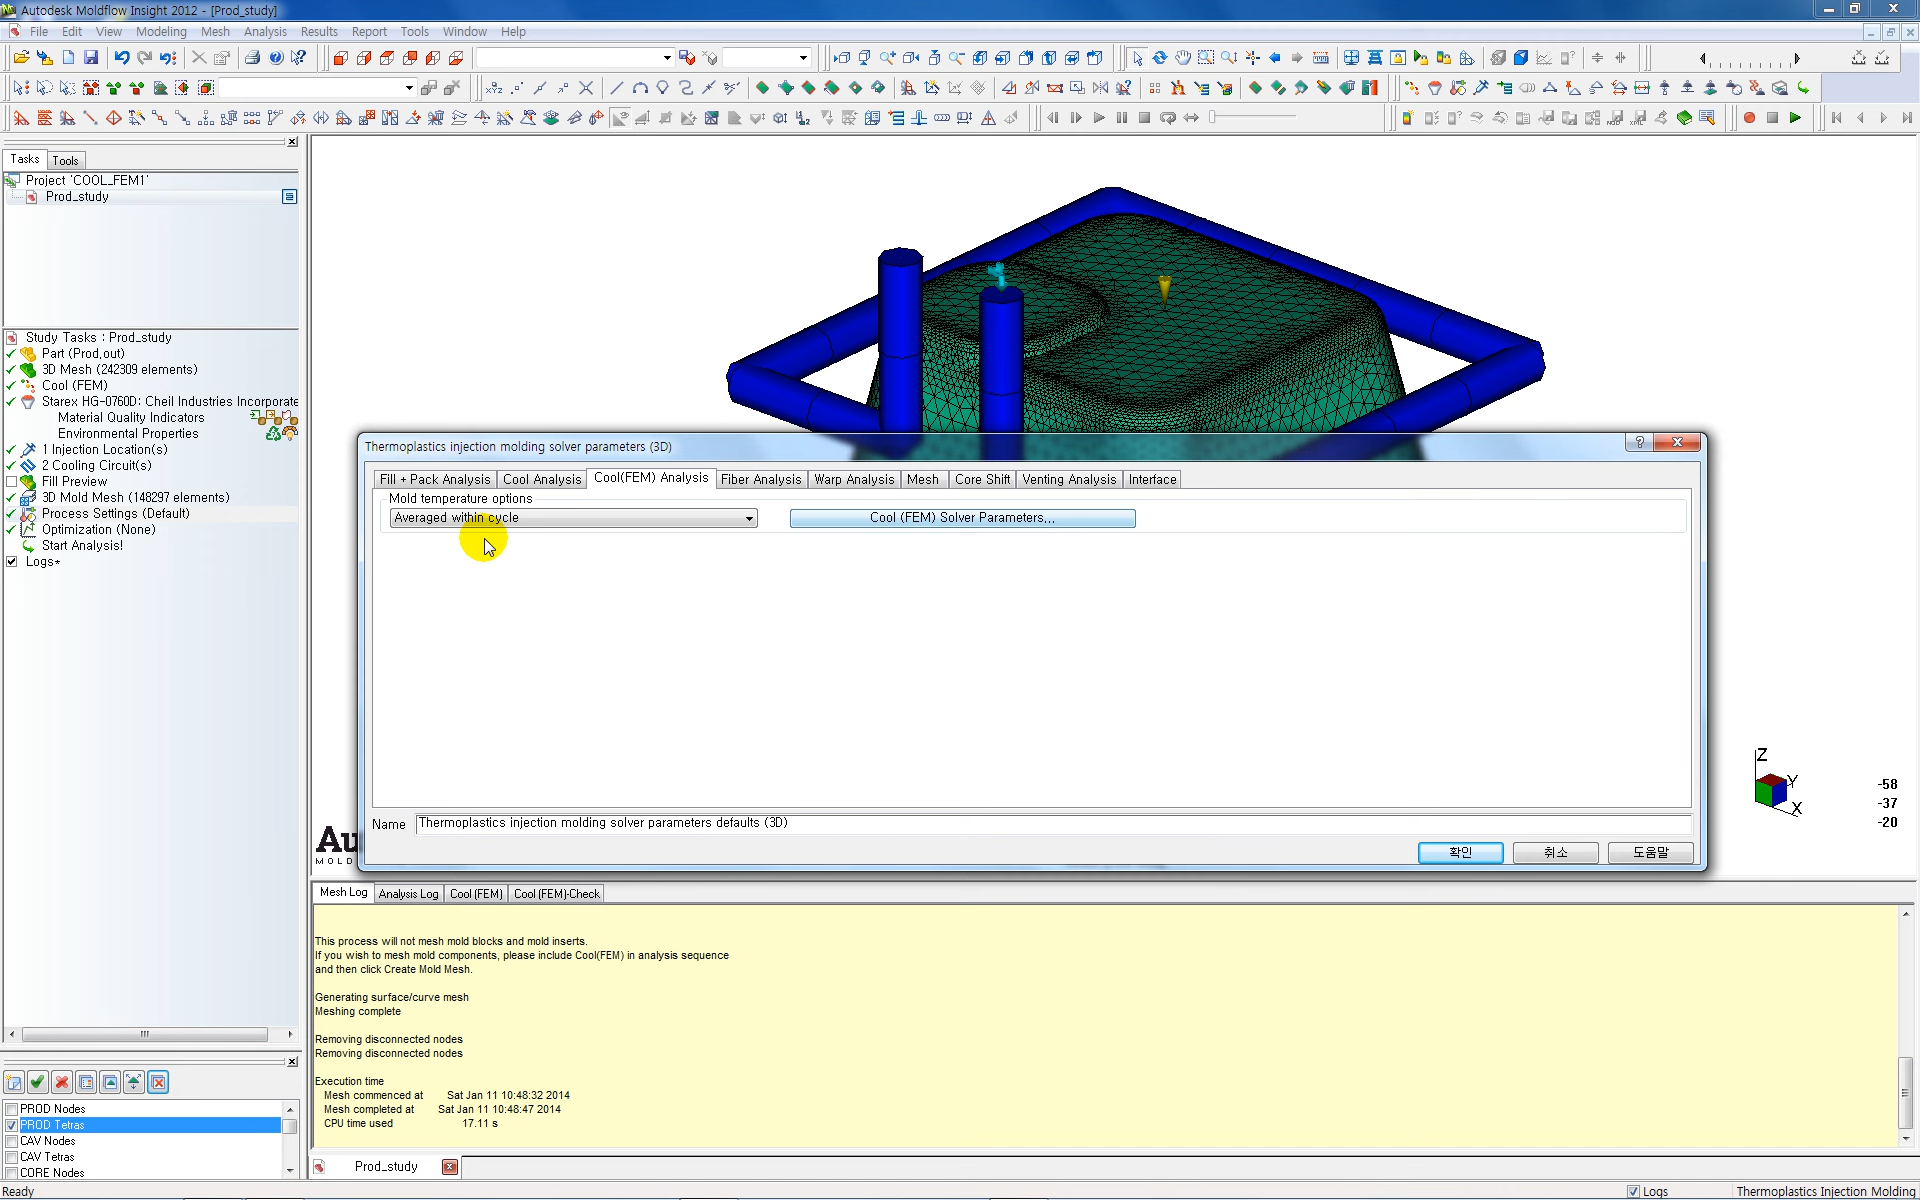 Autodesk Moldflow Insight 2012 - [Prod_study]
File Edit View Modeling Mesh Analysis Results Report Tools Window Help
Tasks Tools
Project 'COOL_FEM1'
Prod_study
Study Tasks : Prod_study
Part (Prod.out)
3D Mesh (242309 elements)
Cool (FEM)
Starex HG-0760D: Cheil Industries Incorporate
Material Quality Indicators
Environmental Properties
1 Injection Location(s)
2 Cooling Circuit(s)
Fill Preview
3D Mold Mesh (148297 elements)
Process Settings (Default)
Optimization (None)
Start Analysis!
Logs*
PROD Nodes
PROD Tetras
CAV Nodes
CAV Tetras
CORE Nodes
Thermoplastics injection molding solver parameters (3D)
Fill + Pack Analysis Cool Analysis Cool(FEM) Analysis Fiber Analysis Warp Analysis Mesh Core Shift Venting Analysis Interface
Mold temperature options
Averaged within cycle
Cool (FEM) Solver Parameters...
Name Thermoplastics injection molding solver parameters defaults (3D)
확인 취소 도움말
Au
MOLD
Z
Y
X
-58
-37
-20
Mesh Log Analysis Log Cool (FEM) Cool (FEM)-Check
This process will not mesh mold blocks and mold inserts.
If you wish to mesh mold components, please include Cool(FEM) in analysis sequence
and then click Create Mold Mesh.
Generating surface/curve mesh
Meshing complete
Removing disconnected nodes
Removing disconnected nodes
Execution time
Mesh commenced at Sat Jan 11 10:48:32 2014
Mesh completed at Sat Jan 11 10:48:47 2014
CPU time used 17.11 s
Prod_study
Ready
Logs
Thermoplastics Injection Molding